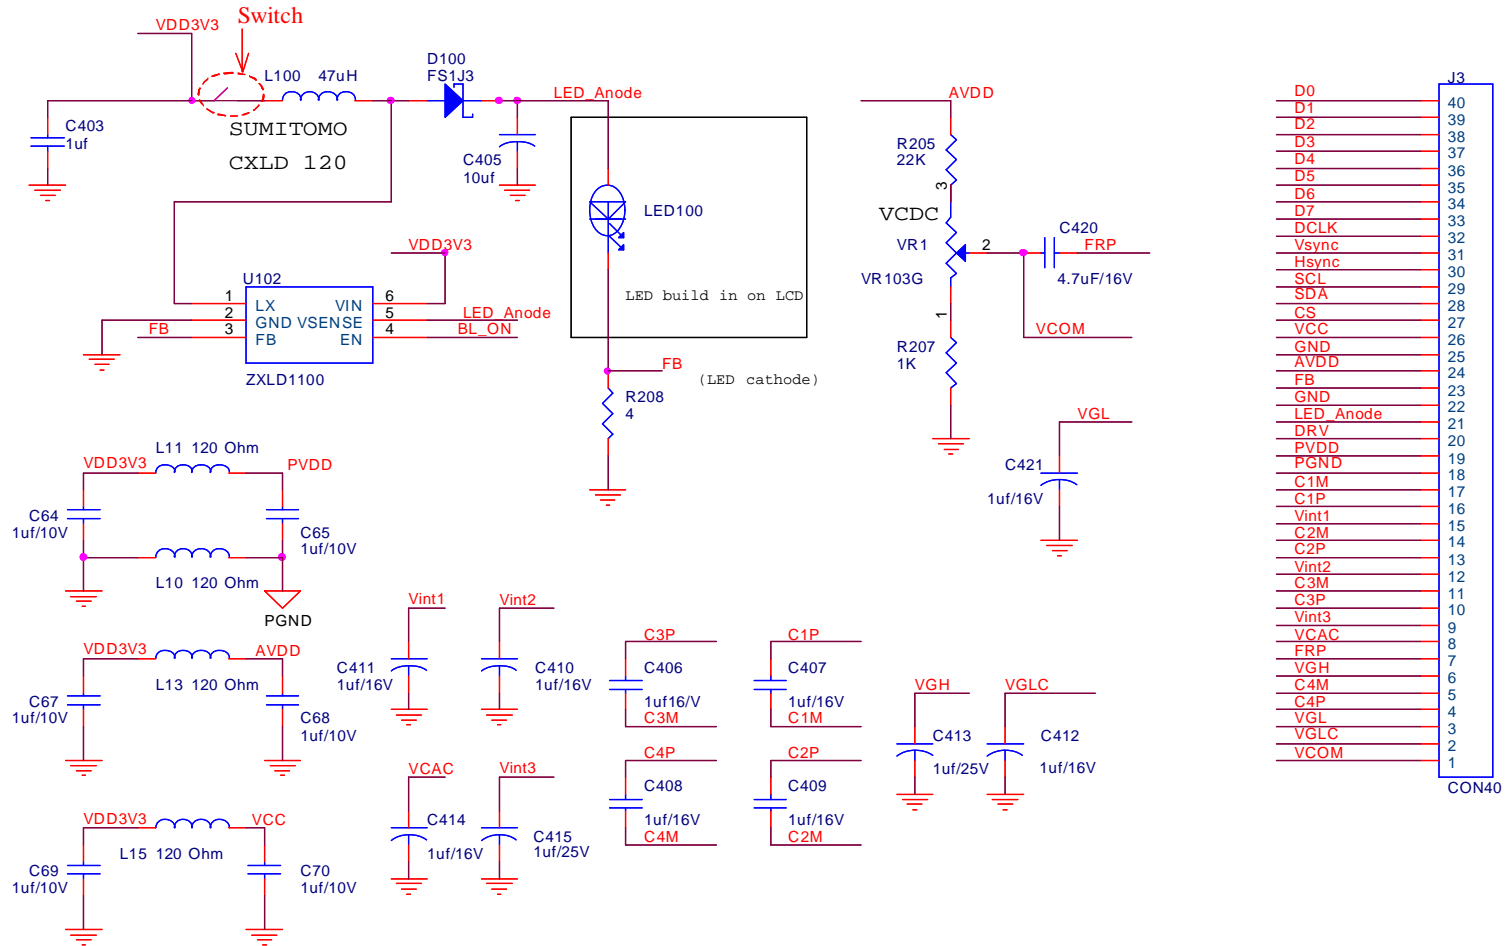 Switch
VDD3V3
L100 47uH
D100
FS1J3
LED_Anode
C403
1uf
SUMITOMO
CXLD 120
C405
10uf
LED100
LED build in on LCD
VDD3V3
U102
1
2
3
LX
GND
FB
VIN
VSENSE
EN
6
5
4
FB
LED_Anode
BL_ON
ZXLD1100
FB
(LED cathode)
R208
4
AVDD
R205
22K
3
VCDC
VR1
VR103G
2
C420
FRP
4.7uF/16V
1
VCOM
R207
1K
VGL
C421
1uf/16V
L11 120 Ohm
VDD3V3
PVDD
C64
1uf/10V
C65
1uf/10V
L10 120 Ohm
PGND
VDD3V3
AVDD
L13 120 Ohm
C67
1uf/10V
C68
1uf/10V
VDD3V3
VCC
L15 120 Ohm
C69
1uf/10V
C70
1uf/10V
Vint1
C411
1uf/16V
Vint2
C410
1uf/16V
VCAC
C414
1uf/16V
Vint3
C415
1uf/25V
C3P
C406
1uf16/V
C3M
C1P
C407
1uf/16V
C1M
C4P
C408
1uf/16V
C4M
C2P
C409
1uf/16V
C2M
VGH
C413
1uf/25V
VGLC
C412
1uf/16V
J3
D0 40
D1 39
D2 38
D3 37
D4 36
D5 35
D6 34
D7 33
DCLK 32
Vsync 31
Hsync 30
SCL 29
SDA 28
CS 27
VCC 26
GND 25
AVDD 24
FB 23
GND 22
LED_Anode 21
DRV 20
PVDD 19
PGND 18
C1M 17
C1P 16
Vint1 15
C2M 14
C2P 13
Vint2 12
C3M 11
C3P 10
Vint3 9
VCAC 8
FRP 7
VGH 6
C4M 5
C4P 4
VGL 3
VGLC 2
VCOM 1
CON40